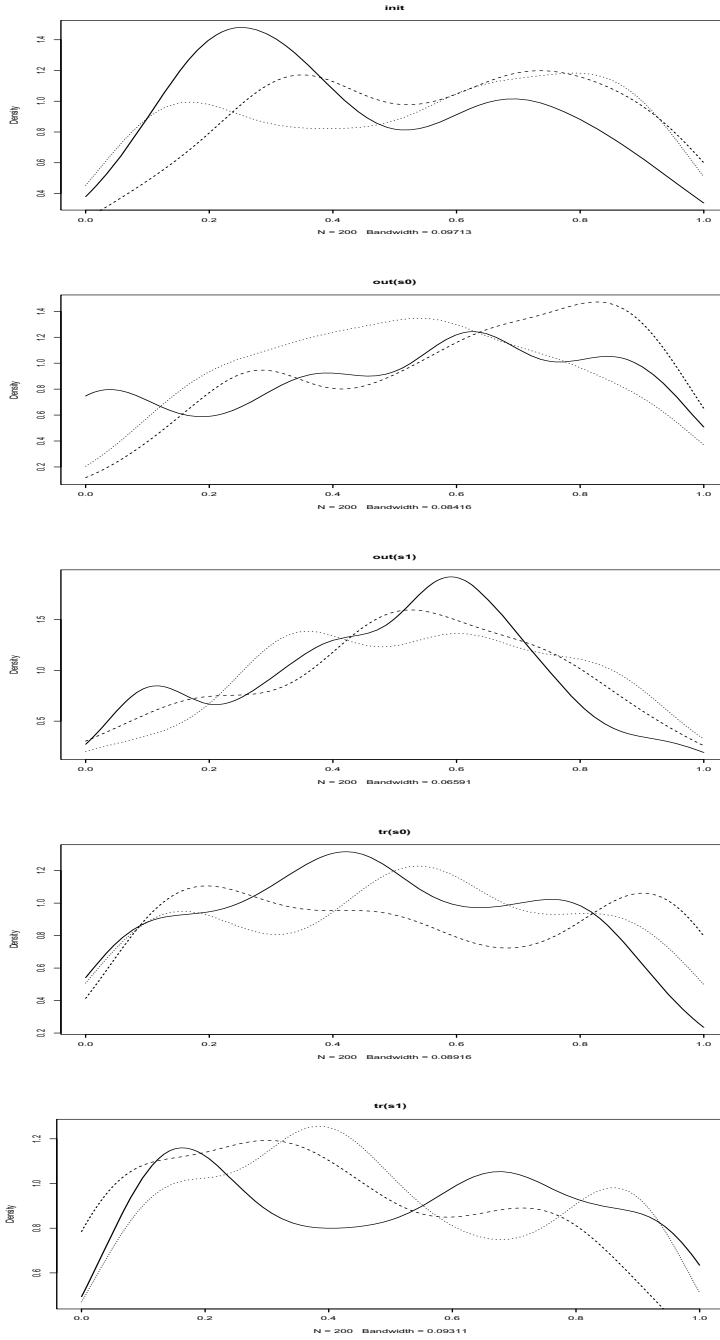 init
Density
0.4 0.6 0.8 1.0 1.2 1.4
0.0 0.2 0.4 0.6 0.8 1.0
N = 200 Bandwidth = 0.09713
out(s0)
Density
0.2 0.4 0.6 0.8 1.0 1.2 1.4
0.0 0.2 0.4 0.6 0.8 1.0
N = 200 Bandwidth = 0.08416
out(s1)
Density
0.5 1.0 1.5
0.0 0.2 0.4 0.6 0.8 1.0
N = 200 Bandwidth = 0.06591
tr(s0)
Density
0.2 0.4 0.6 0.8 1.0 1.2
0.0 0.2 0.4 0.6 0.8 1.0
N = 200 Bandwidth = 0.08916
tr(s1)
Density
0.6 0.8 1.0 1.2
0.0 0.2 0.4 0.6 0.8 1.0
N = 200 Bandwidth = 0.09311